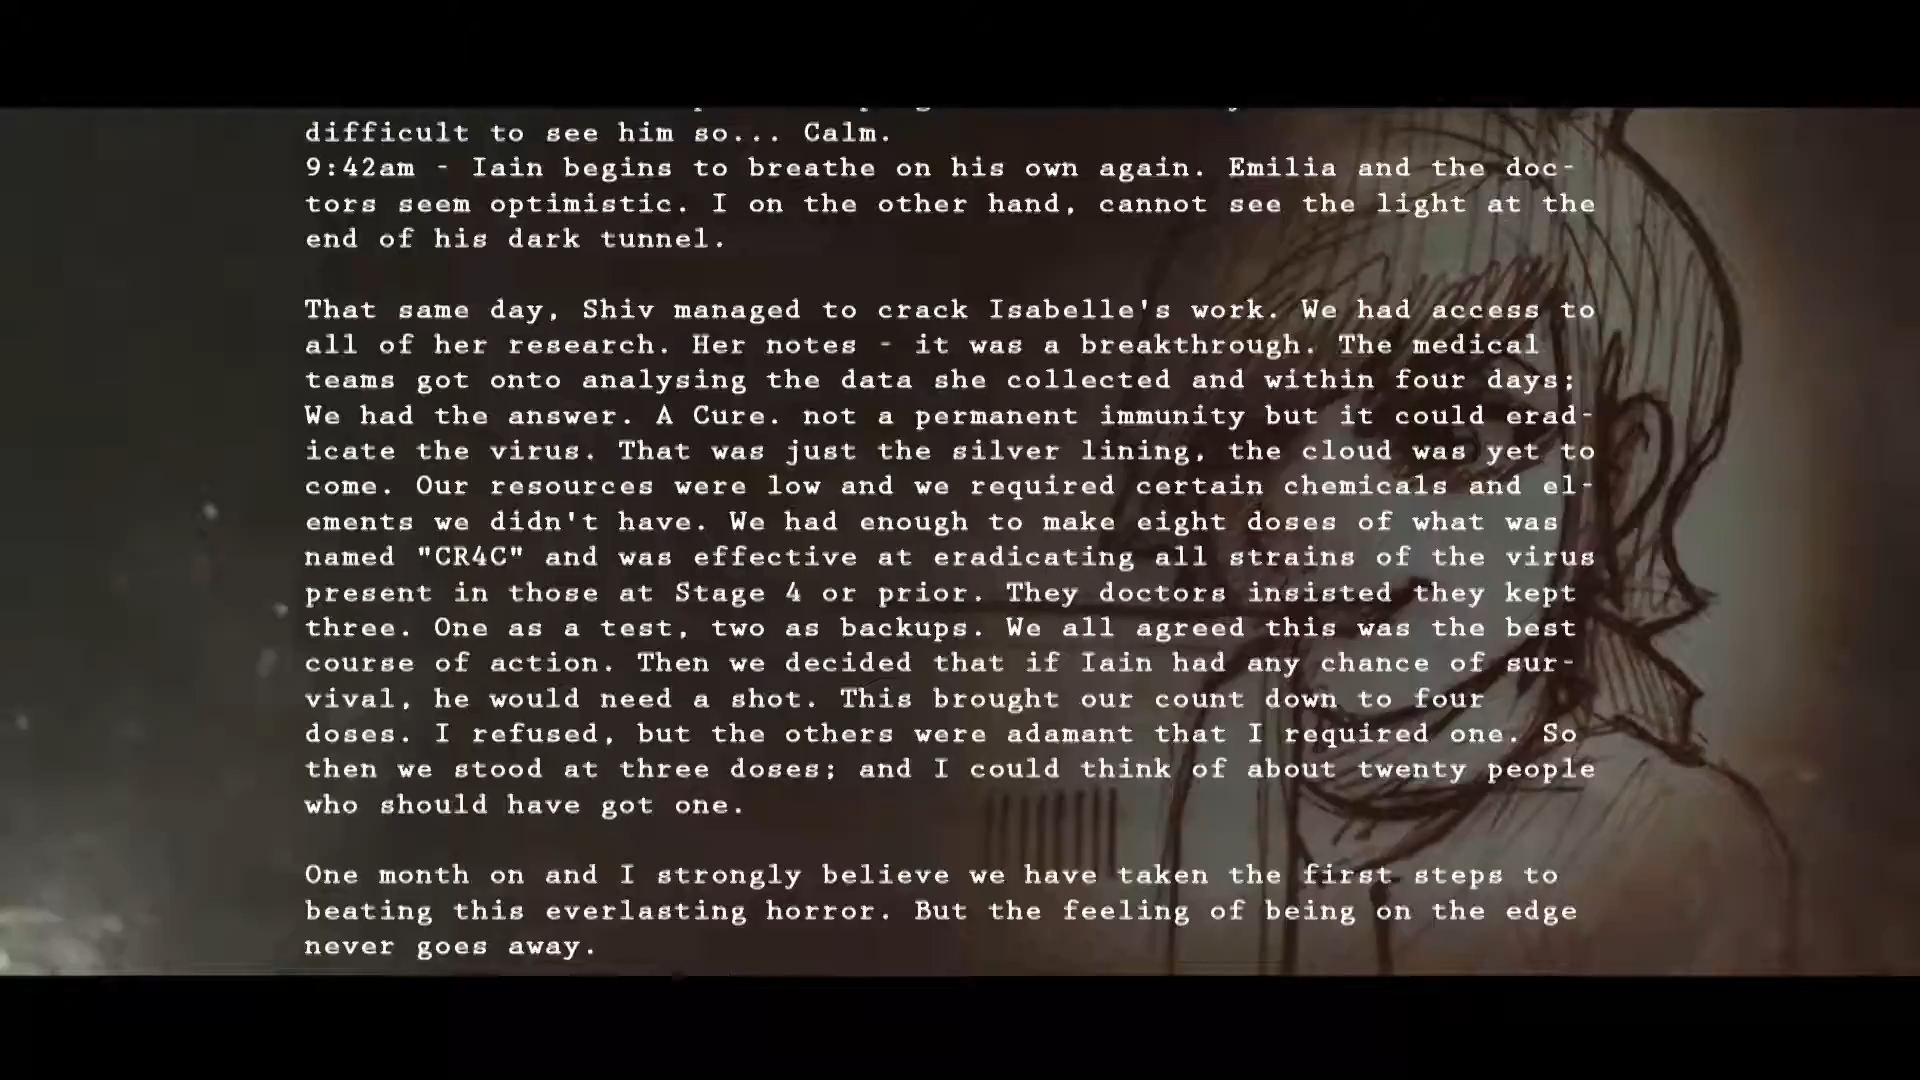 difficult to see him so... Calm.
9:42am - Iain begins to breathe on his own again. Emilia and the doc-
tors seem optimistic. I on the other hand, cannot see the light at the
end of his dark tunnel.
That same day, Shiv managed to crack Isabelle's work. We had access to
all of her research. Her notes - it was a breakthrough. The medical
teams got onto analysing the data she collected and within four days;
We had the answer. A Cure. not a permanent immunity but it could erad-
icate the virus. That was just the silver lining, the cloud was yet to
come. Our resources were low and we required certain chemicals and el-
ements we didn't have. We had enough to make eight doses of what was
named "CR4C" and was effective at eradicating all strains of the virus
present in those at Stage 4 or prior. They doctors insisted they kept
three. One as a test, two as backups. We all agreed this was the best
course of action. Then we decided that if Iain had any chance of sur-
vival, he would need a shot. This brought our count down to four
doses. I refused, but the others were adamant that I required one. So
then we stood at three doses; and I could think of about twenty people
who should have got one.
One month on and I strongly believe we have taken the first steps to
beating this everlasting horror. But the feeling of being on the edge
never goes away.